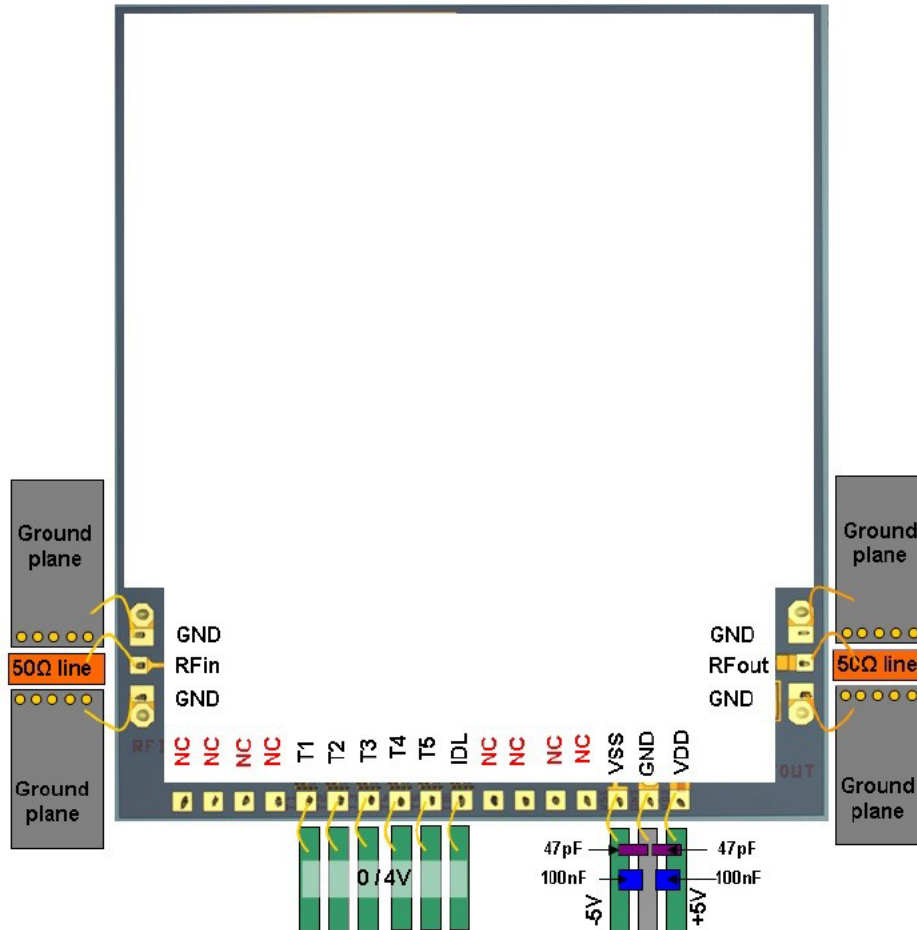 Ground
plane
50Ω line
Ground
plane
GND
RFin
GND
RFI
NC
NC
NC
NC
T1
T2
T3
T4
T5
IDL
NC
NC
NC
NC
VSS
GND
VDD
GND
RFout
GND
TOUT
Ground
plane
50Ω line
Ground
plane
0 / 4V
47pF
47pF
100nF
100nF
-5V
+5V